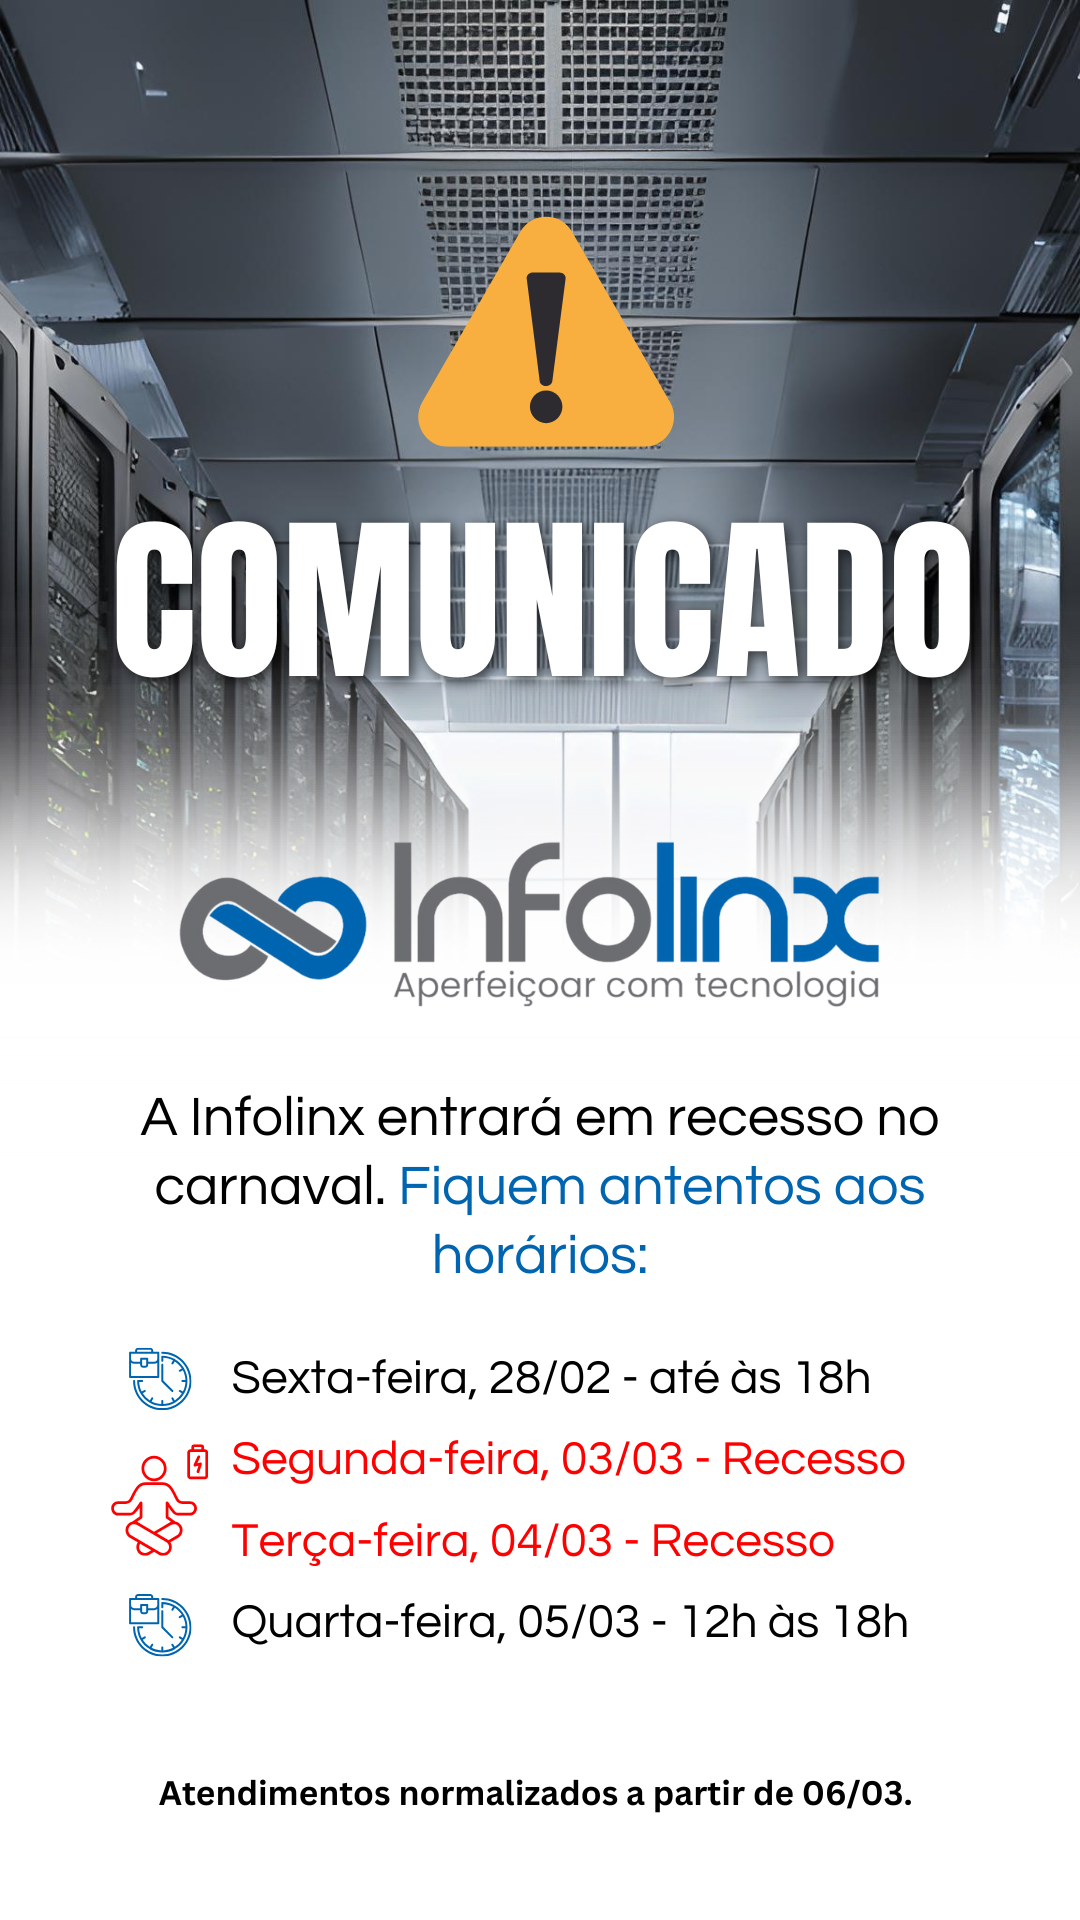 COMUNICADO
Infolinx
Aperfeiçoar com tecnologia
A Infolinx entrará em recesso no
carnaval. Fiquem antentos aos
horários:
Sexta-feira, 28/02 - até às 18h
Segunda-feira, 03/03 - Recesso
Terça-feira, 04/03 - Recesso
Quarta-feira, 05/03 - 12h às 18h
Atendimentos normalizados a partir de 06/03.